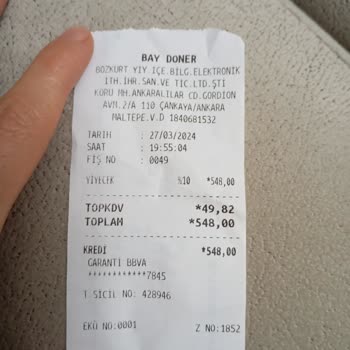 BAY DONER
BOZKURT YİY İÇE.BİLG.ELEKTRONİK
İTH.İHR.SAN.VE TİC.LTD.ŞTİ
KORU MH.ANKARALILAR CD.GORDION
AVM.2/A 110 ÇANKAYA/ANKARA
MALTEPE.V.D 1840681532
TARİH : 27/03/2024
SAAT : 19:55:04
FİŞ NO : 0049
YİYECEK %10 *548,00
TOPKDV *49,82
TOPLAM *548,00
KREDİ *548,00
GARANTİ BBVA
************7845
T.SİCİL NO: 428946
EKÜ NO:0001 Z NO:1852